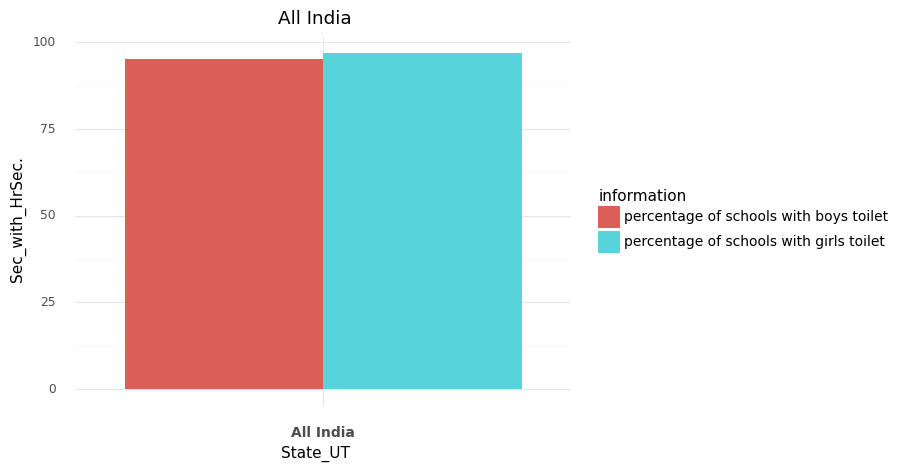 All India
100
75
50
25
0
Sec_with_HrSec.
All India
State_UT
information
percentage of schools with boys toilet
percentage of schools with girls toilet